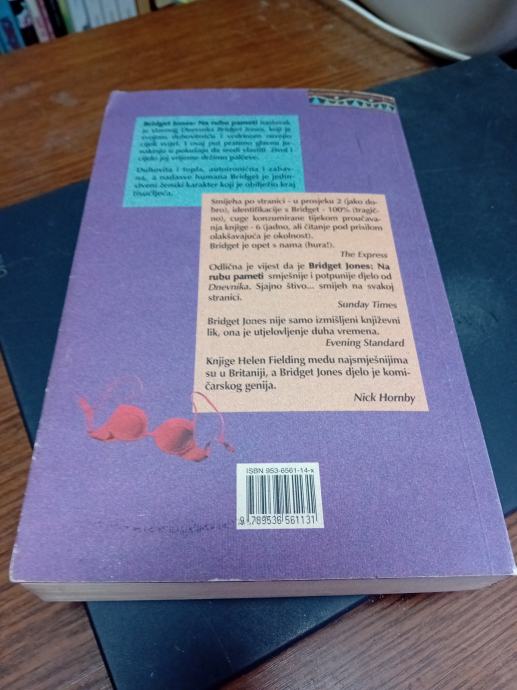 Bridget Jones: Na rubu pameti nastavak
je slavnog Dnevnika Bridget Jones, koji je
svojom duhovitošću i vedrinom osvojio
cijeli svijet. I ovaj put pratimo glavnu ju-
nakinju u pokušaju da sredi vlastiti život i
cijelo joj vrijeme držimo palčeve.
Duhovita i topla, autoironična i zabav-
na, a nadasve humana Bridget je jedin-
stveni ženski karakter koji je obilježio kraj
tisućljeća.
Smijeha po stranici - u prosjeku 2 (jako do-
bro), identifikacije s Bridget - 100% (tragič-
no), cuge konzumirane tijekom proučava-
vanja knjige - 6 (jadno, ali čitanje pod prisilom
olakšavajuća je okolnost).
Bridget je opet s nama (hura!).
The Express
Odlična je vijest da je Bridget Jones: Na
rubu pameti smješnije i potpunije djelo od
Dnevnika. Sjajno štivo... smijeh na svakoj
stranici.
Sunday Times
Bridget Jones nije samo izmišljeni književni
lik, ona je utjelovljenje duha vremena.
Evening Standard
Knjige Helen Fielding među najsmješnijima
su u Britaniji, a Bridget Jones djelo je komi-
čarskog genija.
Nick Hornby
ISBN 953-6561-14-x
9 789536 561131